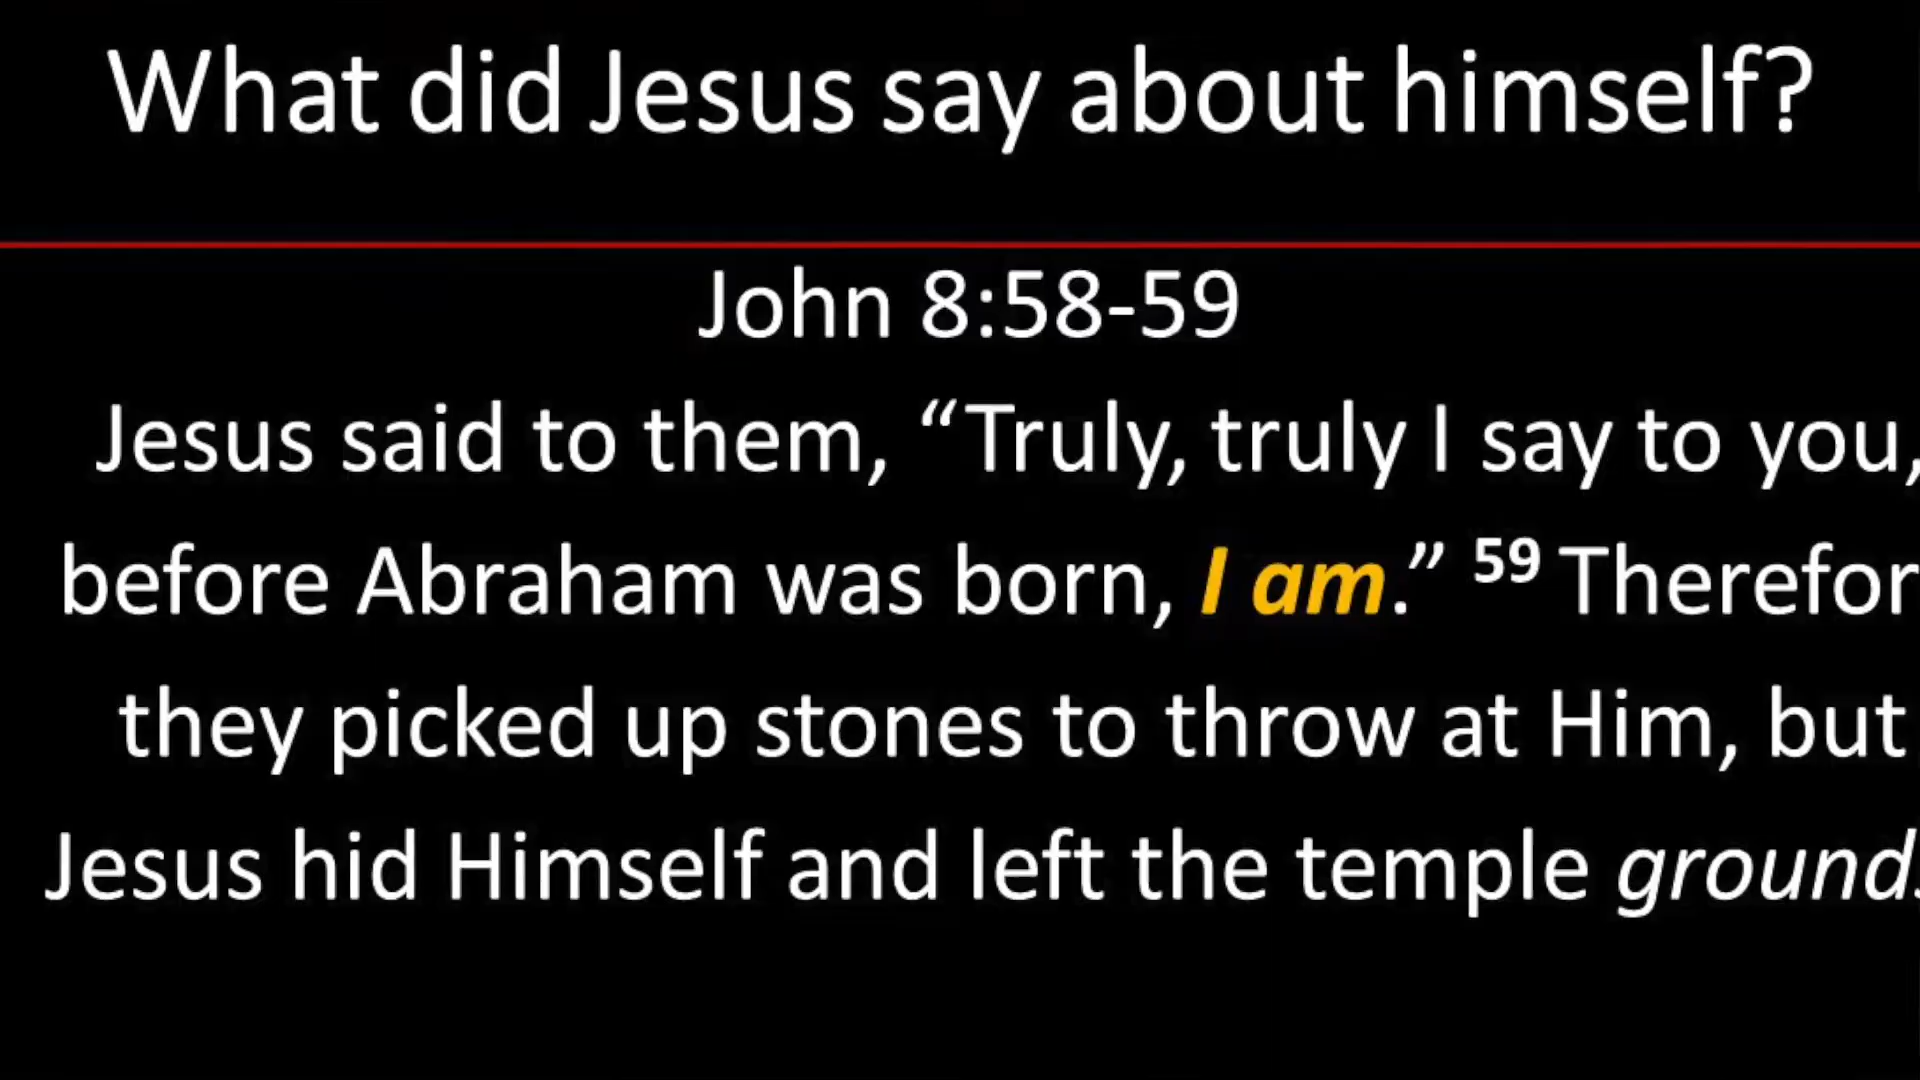 What did Jesus say about himself?
John 8:58-59
Jesus said to them, “Truly, truly I say to you,
before Abraham was born, I am.” 59 Therefor
they picked up stones to throw at Him, but
Jesus hid Himself and left the temple ground.